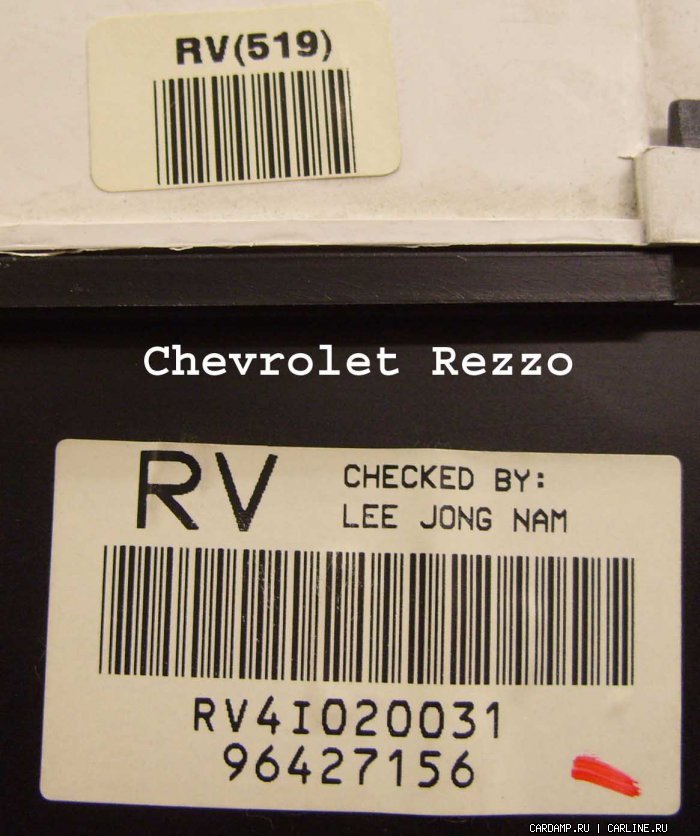 RV(519)
Chevrolet Rezzo
RV
CHECKED BY:
LEE JONG NAM
RV4I020031
96427156
CARDAMP.RU | CARLINE.RU